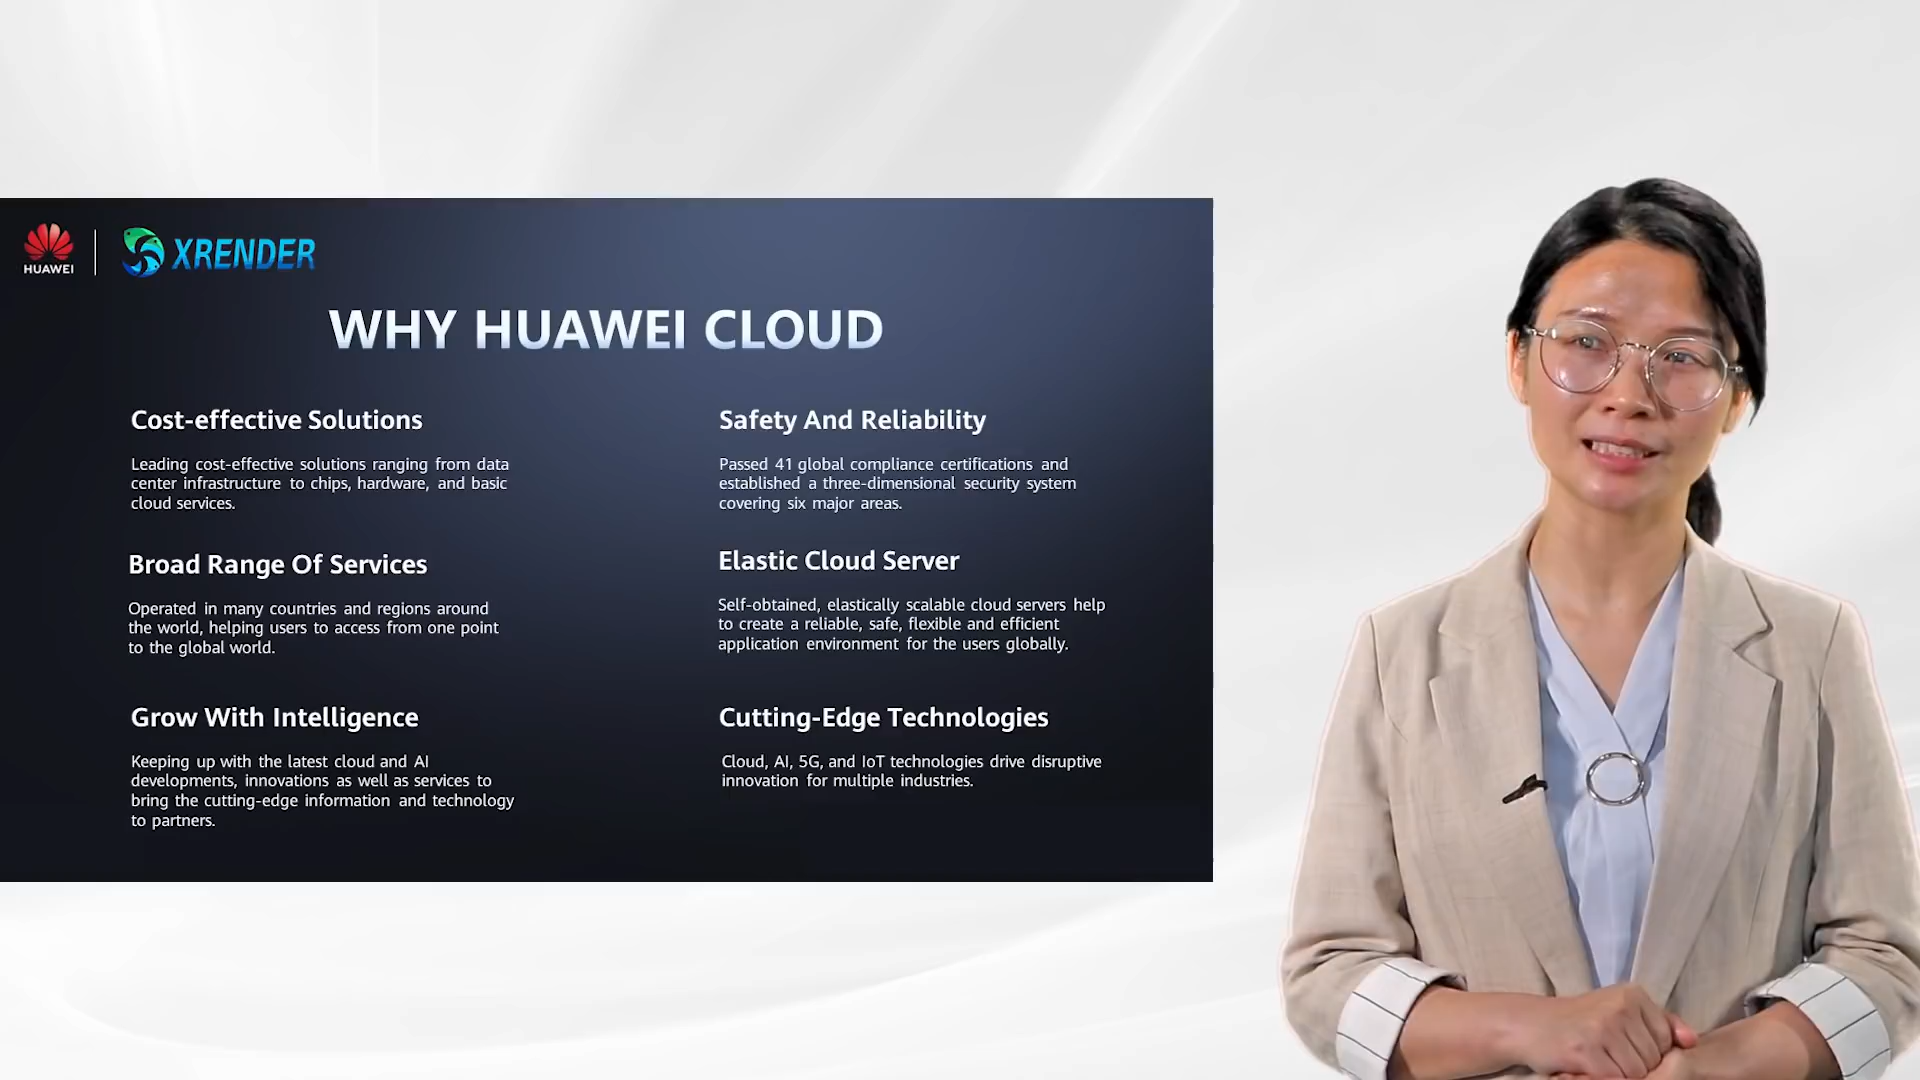 HUAWEI
XRENDER
WHY HUAWEI CLOUD
Cost-effective Solutions
Leading cost-effective solutions ranging from data
center infrastructure to chips, hardware, and basic
cloud services.
Broad Range Of Services
Operated in many countries and regions around
the world, helping users to access from one point
to the global world.
Grow With Intelligence
Keeping up with the latest cloud and AI
developments, innovations as well as services to
bring the cutting-edge information and technology
to partners.
Safety And Reliability
Passed 41 global compliance certifications and
established a three-dimensional security system
covering six major areas.
Elastic Cloud Server
Self-obtained, elastically scalable cloud servers help
to create a reliable, safe, flexible and efficient
application environment for the users globally.
Cutting-Edge Technologies
Cloud, AI, 5G, and IoT technologies drive disruptive
innovation for multiple industries.